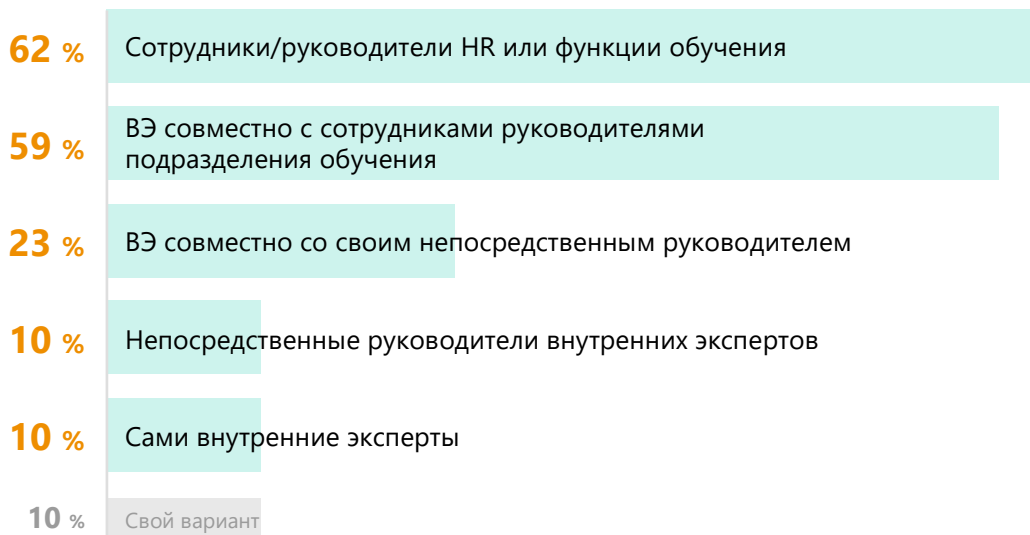 62 %
Сотрудники/руководители HR или функции обучения
59 %
ВЭ совместно с сотрудниками руководителями
подразделения обучения
23 %
ВЭ совместно со своим непосредственным руководителем
10 %
Непосредственные руководители внутренних экспертов
10 %
Сами внутренние эксперты
10 %
Свой вариант